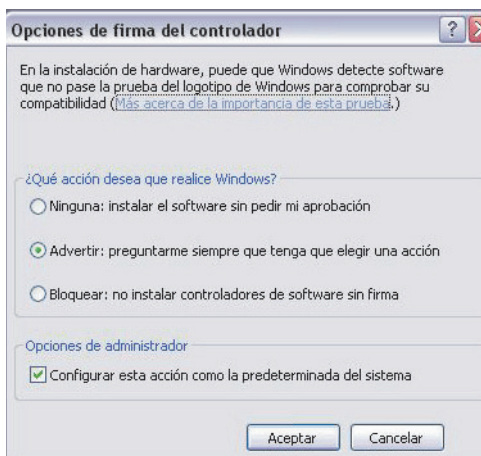 Opciones de firma del controlador
En la instalación de hardware, puede que Windows detecte software
que no pase la prueba del logotipo de Windows para comprobar su
compatibilidad (Más acerca de la importancia de esta prueba.)
¿Qué acción desea que realice Windows?
Ninguna: instalar el software sin pedir mi aprobación
Advertir: preguntarme siempre que tenga que elegir una acción
Bloquear: no instalar controladores de software sin firma
Opciones de administrador
Configurar esta acción como la predeterminada del sistema
Aceptar Cancelar